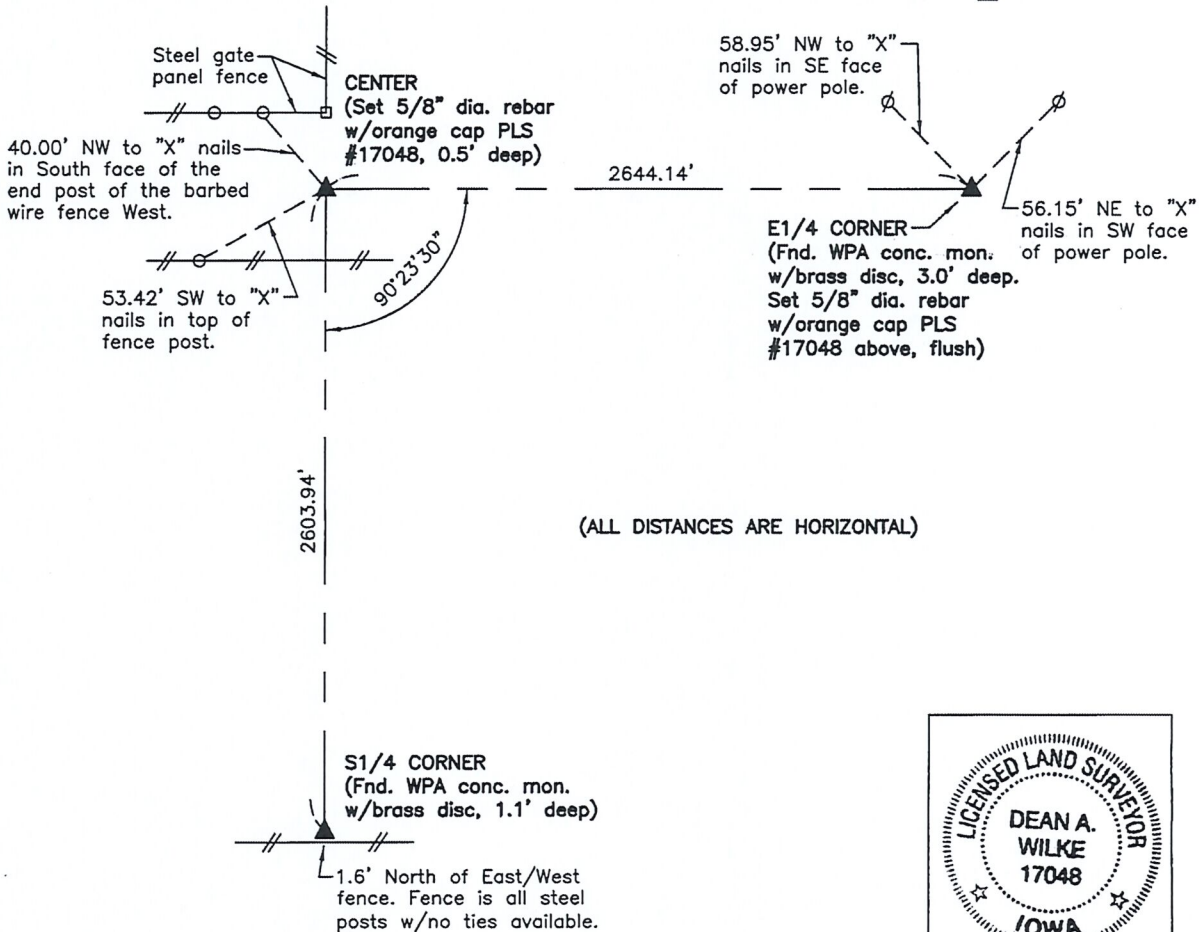 Steel gate
panel fence
CENTER
(Set 5/8" dia. rebar
w/orange cap PLS
#17048, 0.5' deep)
40.00' NW to "X" nails
in South face of the
end post of the barbed
wire fence West.
53.42' SW to "X"
nails in top of
fence post.
90°23'30"
2644.14'
58.95' NW to "X"
nails in SE face
of power pole.
56.15' NE to "X"
nails in SW face
of power pole.
E1/4 CORNER
(Fnd. WPA conc. mon.
w/brass disc, 3.0' deep.
Set 5/8" dia. rebar
w/orange cap PLS
#17048 above, flush)
2603.94'
(ALL DISTANCES ARE HORIZONTAL)
S1/4 CORNER
(Fnd. WPA conc. mon.
w/brass disc, 1.1' deep)
1.6' North of East/West
fence. Fence is all steel
posts w/no ties available.
LICENSED LAND SURVEYOR
DEAN A.
WILKE
17048
IOWA